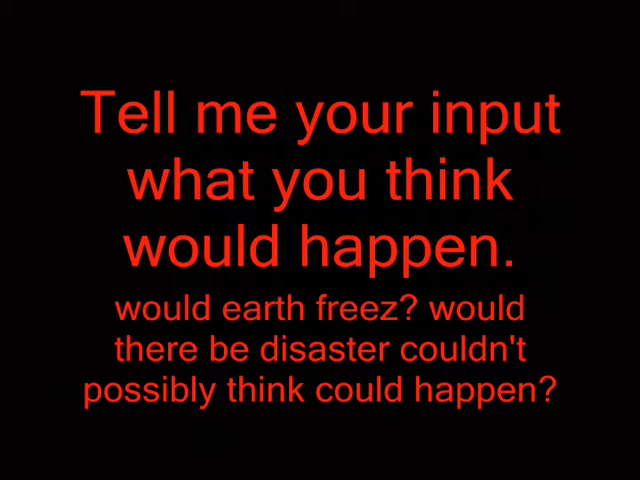 Tell me your input
what you think
would happen.
would earth freez? would
there be disaster couldn't
possibly think could happen?